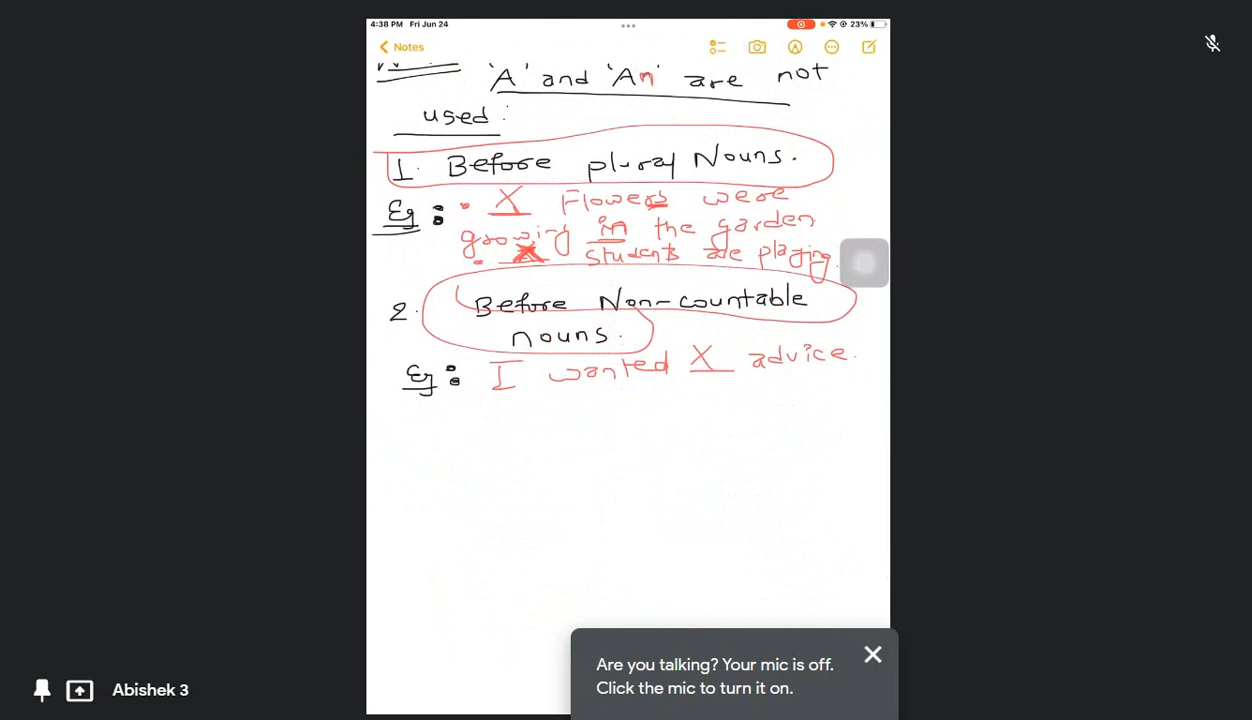 4:38 PM Fri Jun 24
23%
Notes
'A' and 'An' are not
used:
1. Before plural Nouns.
Eg: • X Flowers were
growing in the garden
• X students are playing.
2. Before Non-countable
nouns.
Eg: I wanted X advice.
Are you talking? Your mic is off.
Click the mic to turn it on.
Abishek 3